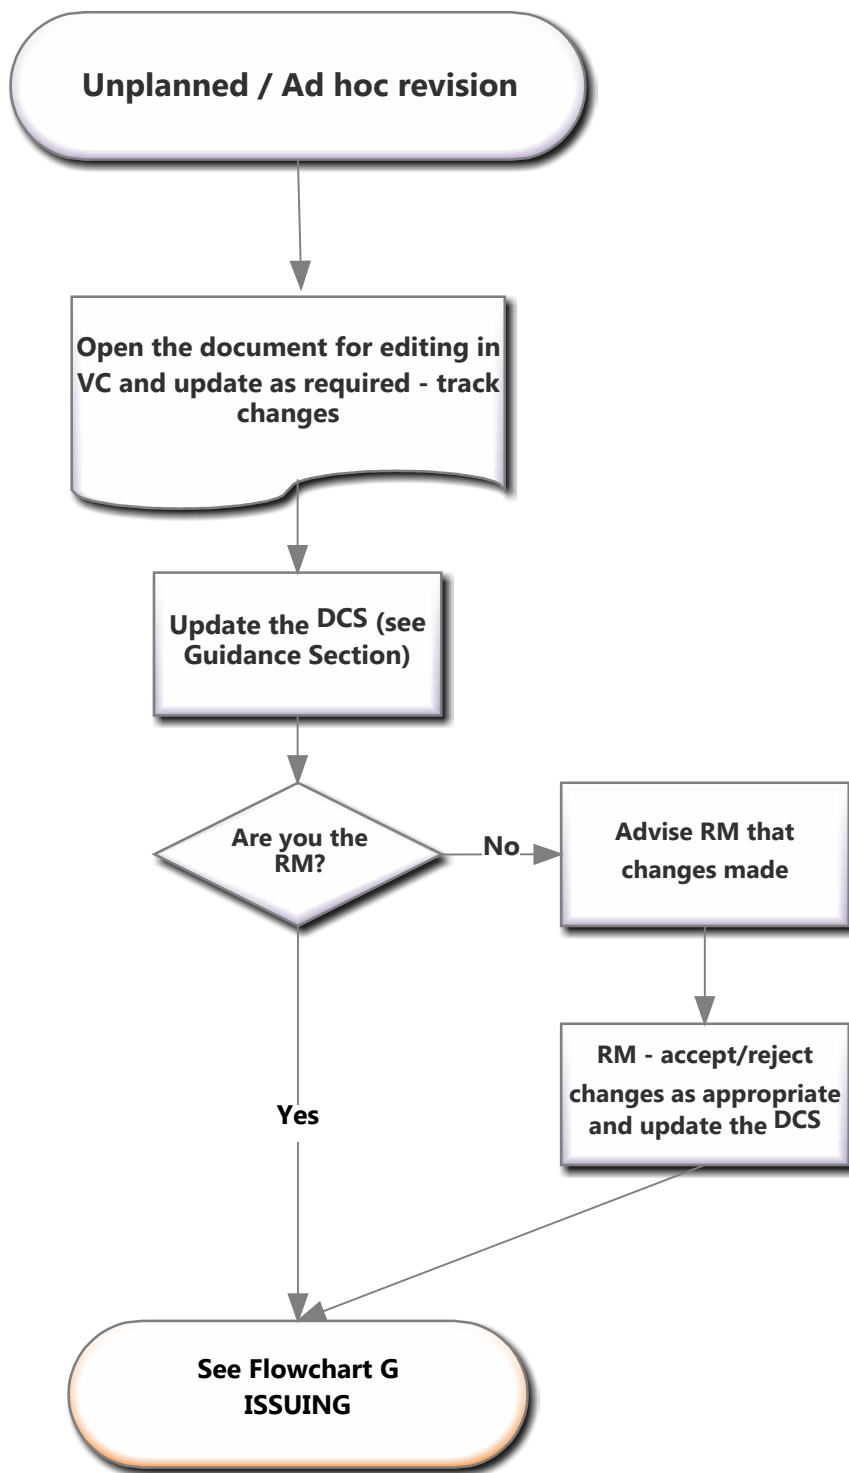 Unplanned / Ad hoc revision
Open the document for editing in
VC and update as required - track
changes
Update the DCS (see
Guidance Section)
Are you the
RM?
No
Advise RM that
changes made
RM - accept/reject
changes as appropriate
and update the DCS
Yes
See Flowchart G
ISSUING